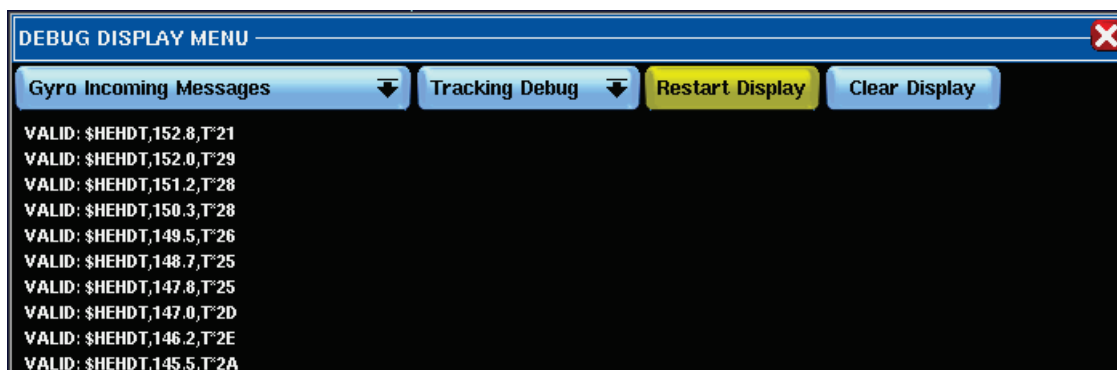 DEBUG DISPLAY MENU
Gyro Incoming Messages Tracking Debug Restart Display Clear Display
VALID: $HEHDT,152.8,T*21
VALID: $HEHDT,152.0,T*29
VALID: $HEHDT,151.2,T*28
VALID: $HEHDT,150.3,T*28
VALID: $HEHDT,149.5,T*26
VALID: $HEHDT,148.7,T*25
VALID: $HEHDT,147.8,T*25
VALID: $HEHDT,147.0,T*2D
VALID: $HEHDT,146.2,T*2E
VALID: $HEHDT,145.5,T*2A